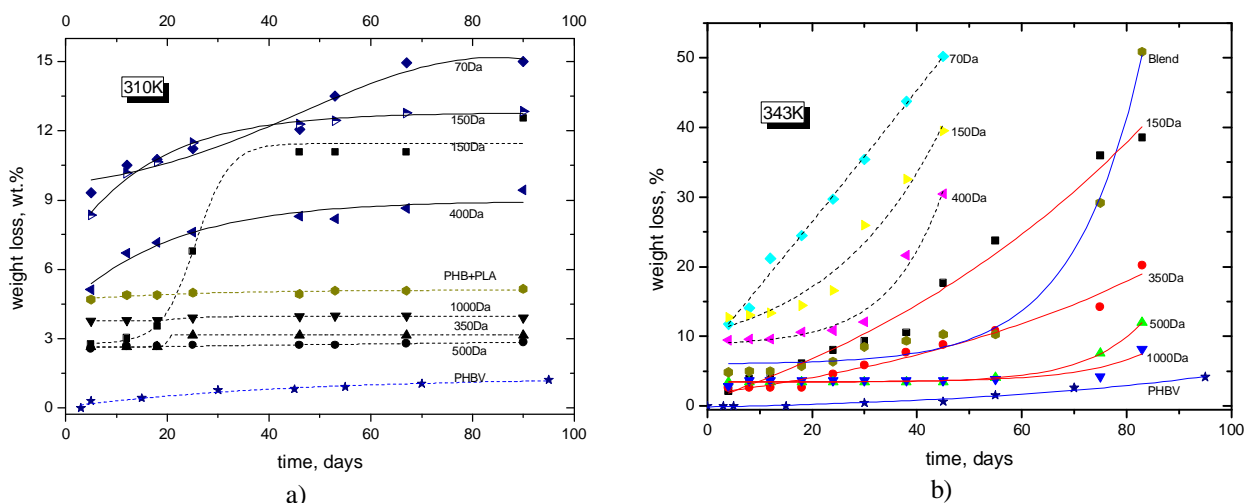 0 20 40 60 80 100
15
12
9
6
3
0
310K
70Da
150Da
150Da
400Da
PHB+PLA
1000Da
350Da
500Da
PHBV
weight loss, wt.%
0 20 40 60 80 100
time, days
a)
50
40
30
20
10
0
343K
70Da
150Da
400Da
Blend
150Da
350Da
500Da
1000Da
PHBV
weight loss, %
0 20 40 60 80 100
time, days
b)